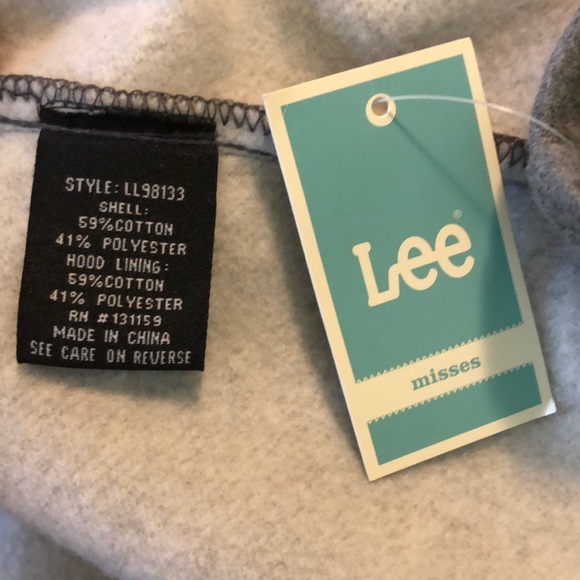 STYLE: LL98133
SHELL:
59%COTTON
41% POLYESTER
HOOD LINING:
59%COTTON
41% POLYESTER
RN #131159
MADE IN CHINA
SEE CARE ON REVERSE
Lee®
misses